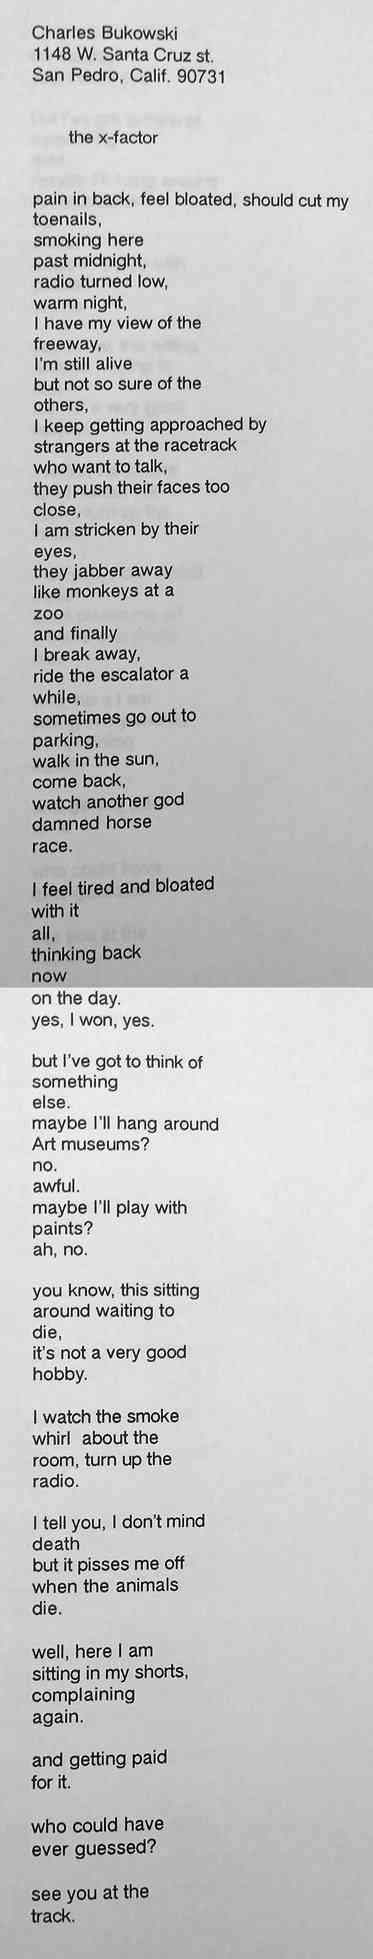 Charles Bukowski
1148 W. Santa Cruz st.
San Pedro, Calif. 90731
the x-factor
pain in back, feel bloated, should cut my
toenails,
smoking here
past midnight,
radio turned low,
warm night,
I have my view of the
freeway,
I'm still alive
but not so sure of the
others,
I keep getting approached by
strangers at the racetrack
who want to talk,
they push their faces too
close,
I am stricken by their
eyes,
they jabber away
like monkeys at a
zoo
and finally
I break away,
ride the escalator a
while,
sometimes go out to
parking,
walk in the sun,
come back,
watch another god
damned horse
race.
I feel tired and bloated
with it
all,
thinking back
now
on the day.
yes, I won, yes.
but I've got to think of
something
else.
maybe I'll hang around
Art museums?
no.
awful.
maybe I'll play with
paints?
ah, no.
you know, this sitting
around waiting to
die,
it's not a very good
hobby.
I watch the smoke
whirl about the
room, turn up the
radio.
I tell you, I don't mind
death
but it pisses me off
when the animals
die.
well, here I am
sitting in my shorts,
complaining
again.
and getting paid
for it.
who could have
ever guessed?
see you at the
track.